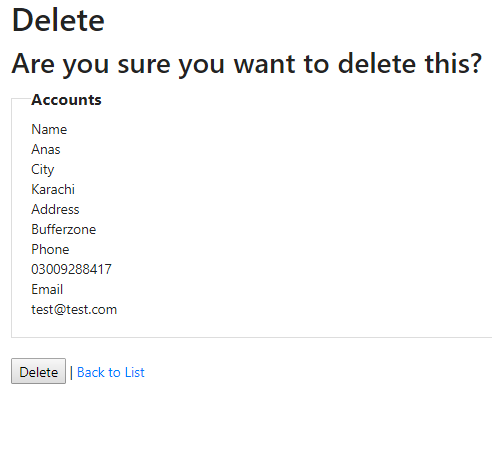 Delete
Are you sure you want to delete this?
Accounts
Name
Anas
City
Karachi
Address
Bufferzone
Phone
03009288417
Email
test@test.com
Delete | Back to List